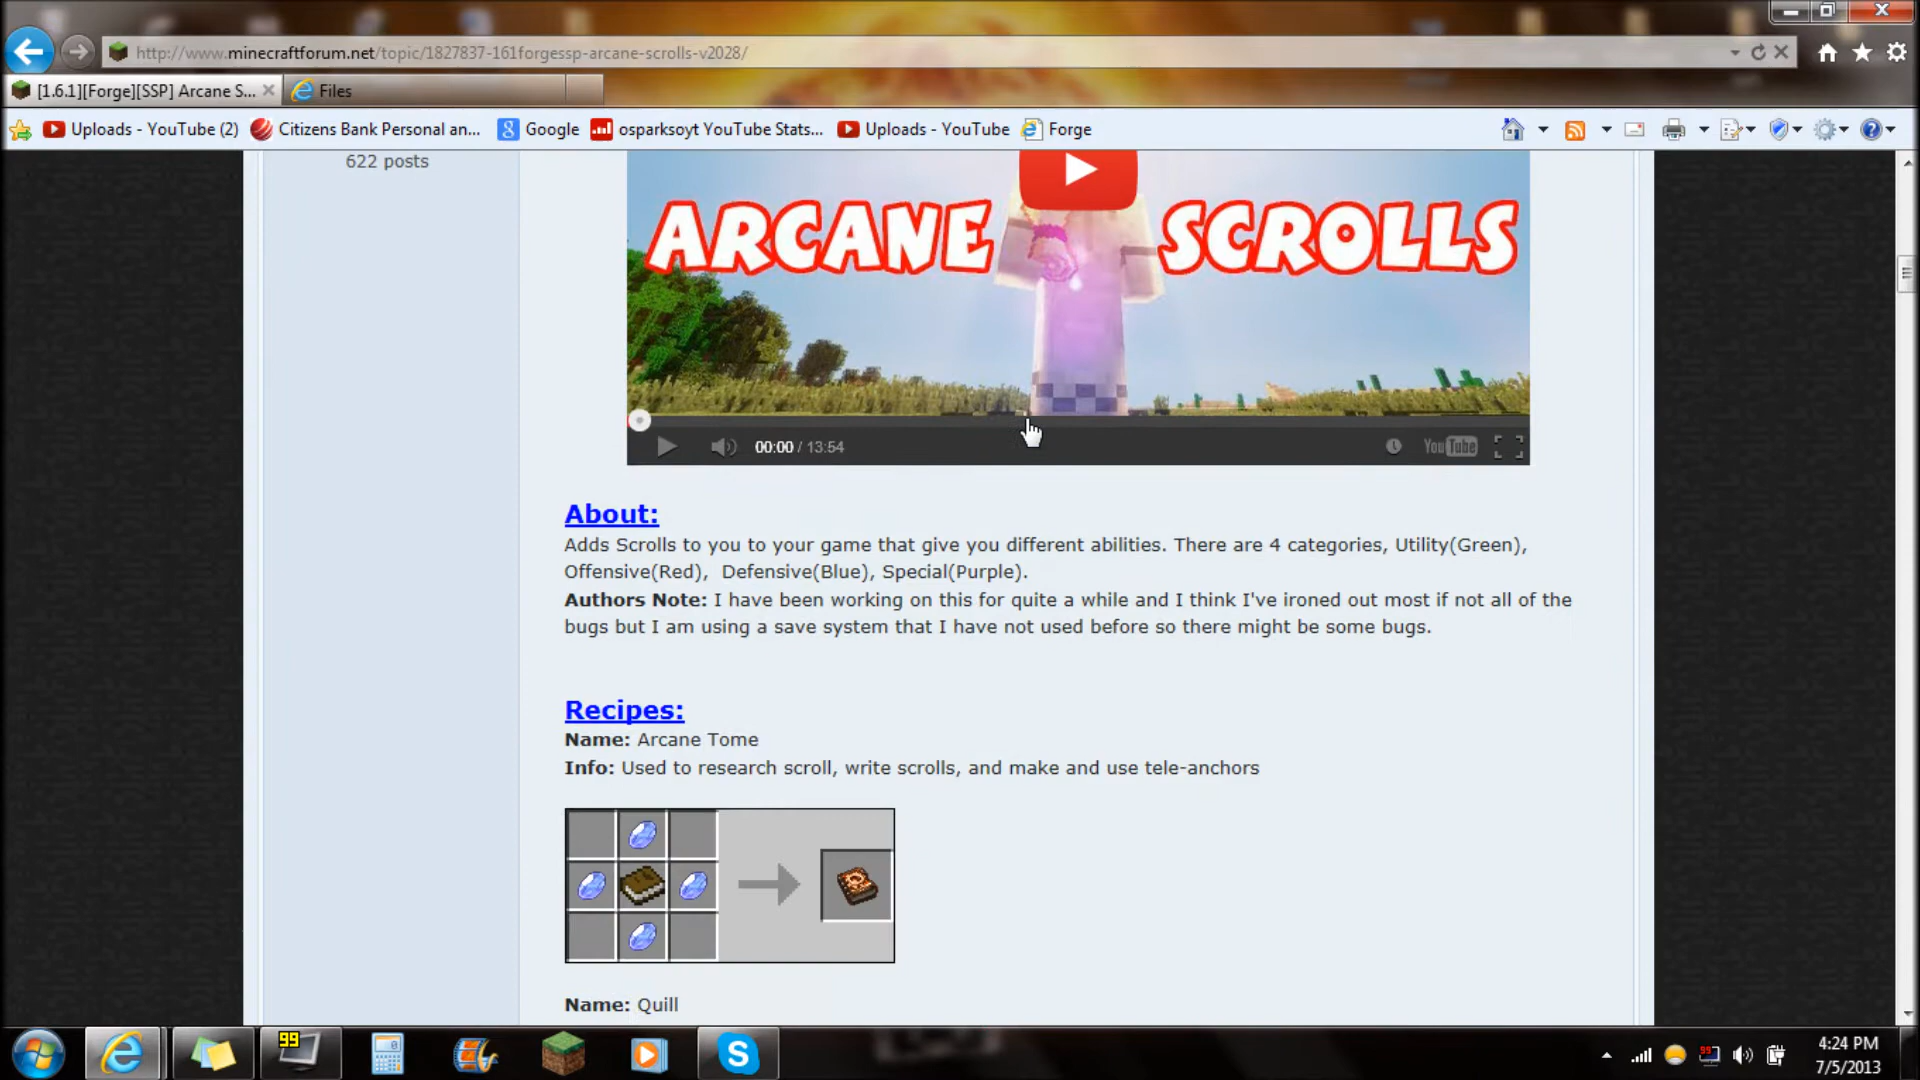 http://www.minecraftforum.net/topic/1827837-161forgessp-arcane-scrolls-v2028/
[1.6.1][Forge][SSP] Arcane S...
Files
Uploads - YouTube (2)
Citizens Bank Personal an...
Google
osparksoyt YouTube Stats...
Uploads - YouTube
Forge
622 posts
ARCANE SCROLLS
00:00 / 13:54
YouTube
About:
Adds Scrolls to you to your game that give you different abilities. There are 4 categories, Utility(Green),
Offensive(Red), Defensive(Blue), Special(Purple).
Authors Note: I have been working on this for quite a while and I think I've ironed out most if not all of the
bugs but I am using a save system that I have not used before so there might be some bugs.
Recipes:
Name: Arcane Tome
Info: Used to research scroll, write scrolls, and make and use tele-anchors
Name: Quill
99
99
4:24 PM
7/5/2013